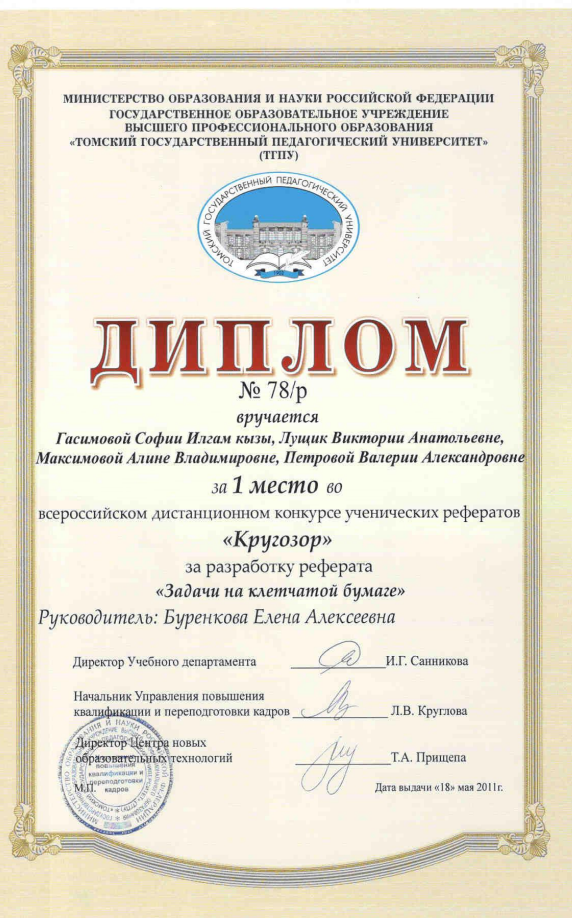 МИНИСТЕРСТВО ОБРАЗОВАНИЯ И НАУКИ РОССИЙСКОЙ ФЕДЕРАЦИИ
ГОСУДАРСТВЕННОЕ ОБРАЗОВАТЕЛЬНОЕ УЧРЕЖДЕНИЕ
ВЫСШЕГО ПРОФЕССИОНАЛЬНОГО ОБРАЗОВАНИЯ
«ТОМСКИЙ ГОСУДАРСТВЕННЫЙ ПЕДАГОГИЧЕСКИЙ УНИВЕРСИТЕТ»
(ТГПУ)
ТОМСКИЙ ГОСУДАРСТВЕННЫЙ ПЕДАГОГИЧЕСКИЙ УНИВЕРСИТЕТ
ДИПЛОМ
№ 78/р
вручается
Гасимовой Софии Илгам кызы, Лущик Виктории Анатольевне,
Максимовой Алине Владимировне, Петровой Валерии Александровне
за 1 место во
всероссийском дистанционном конкурсе ученических рефератов
«Кругозор»
за разработку реферата
«Задачи на клетчатой бумаге»
Руководитель: Буренкова Елена Алексеевна
Директор Учебного департамента И.Г. Санникова
Начальник Управления повышения
квалификации и переподготовки кадров Л.В. Круглова
Директор Центра новых
образовательных технологий Т.А. Прищепа
повышения
квалификации и
переподготовки
кадров
М.П. Дата выдачи «18» мая 2011г.